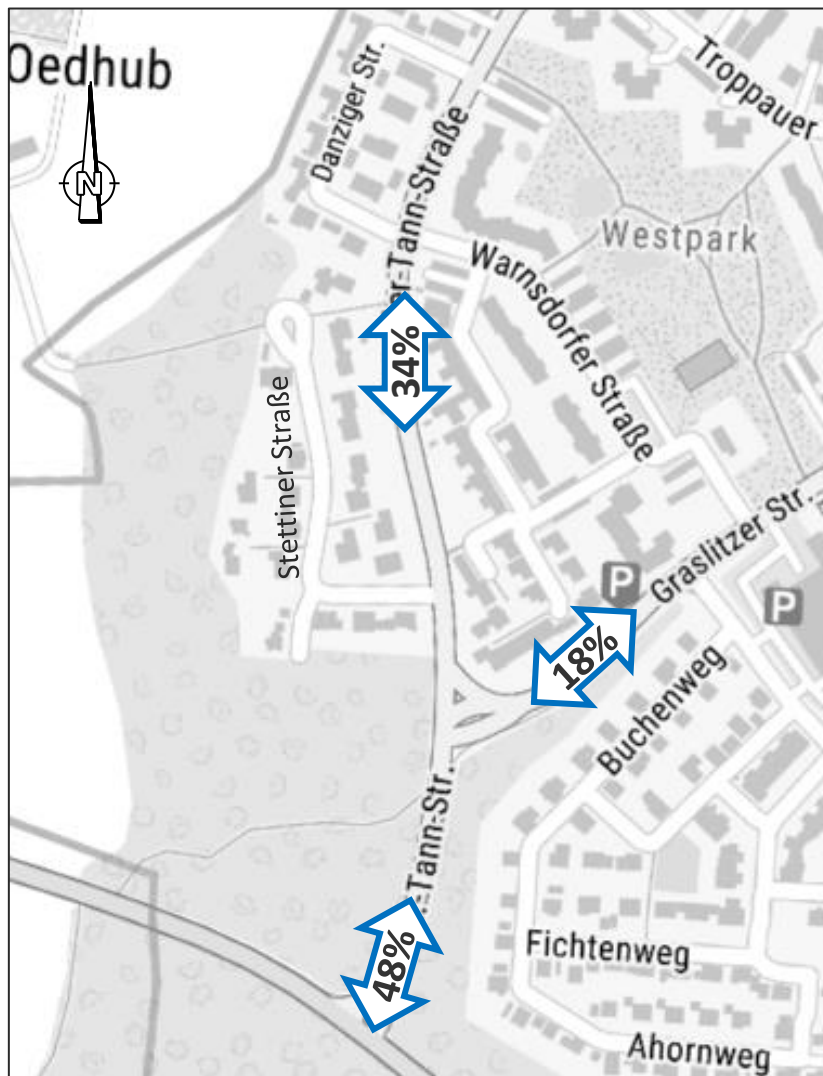 Oedhub
N
Danziger Str.
er-Tann-Straße
Troppauer
Westpark
Warnsdorfer Straße
34%
Stettiner Straße
P
Graslitzer Str.
P
18%
Buchenweg
.-Tann-Str.
48%
Fichtenweg
Ahornweg